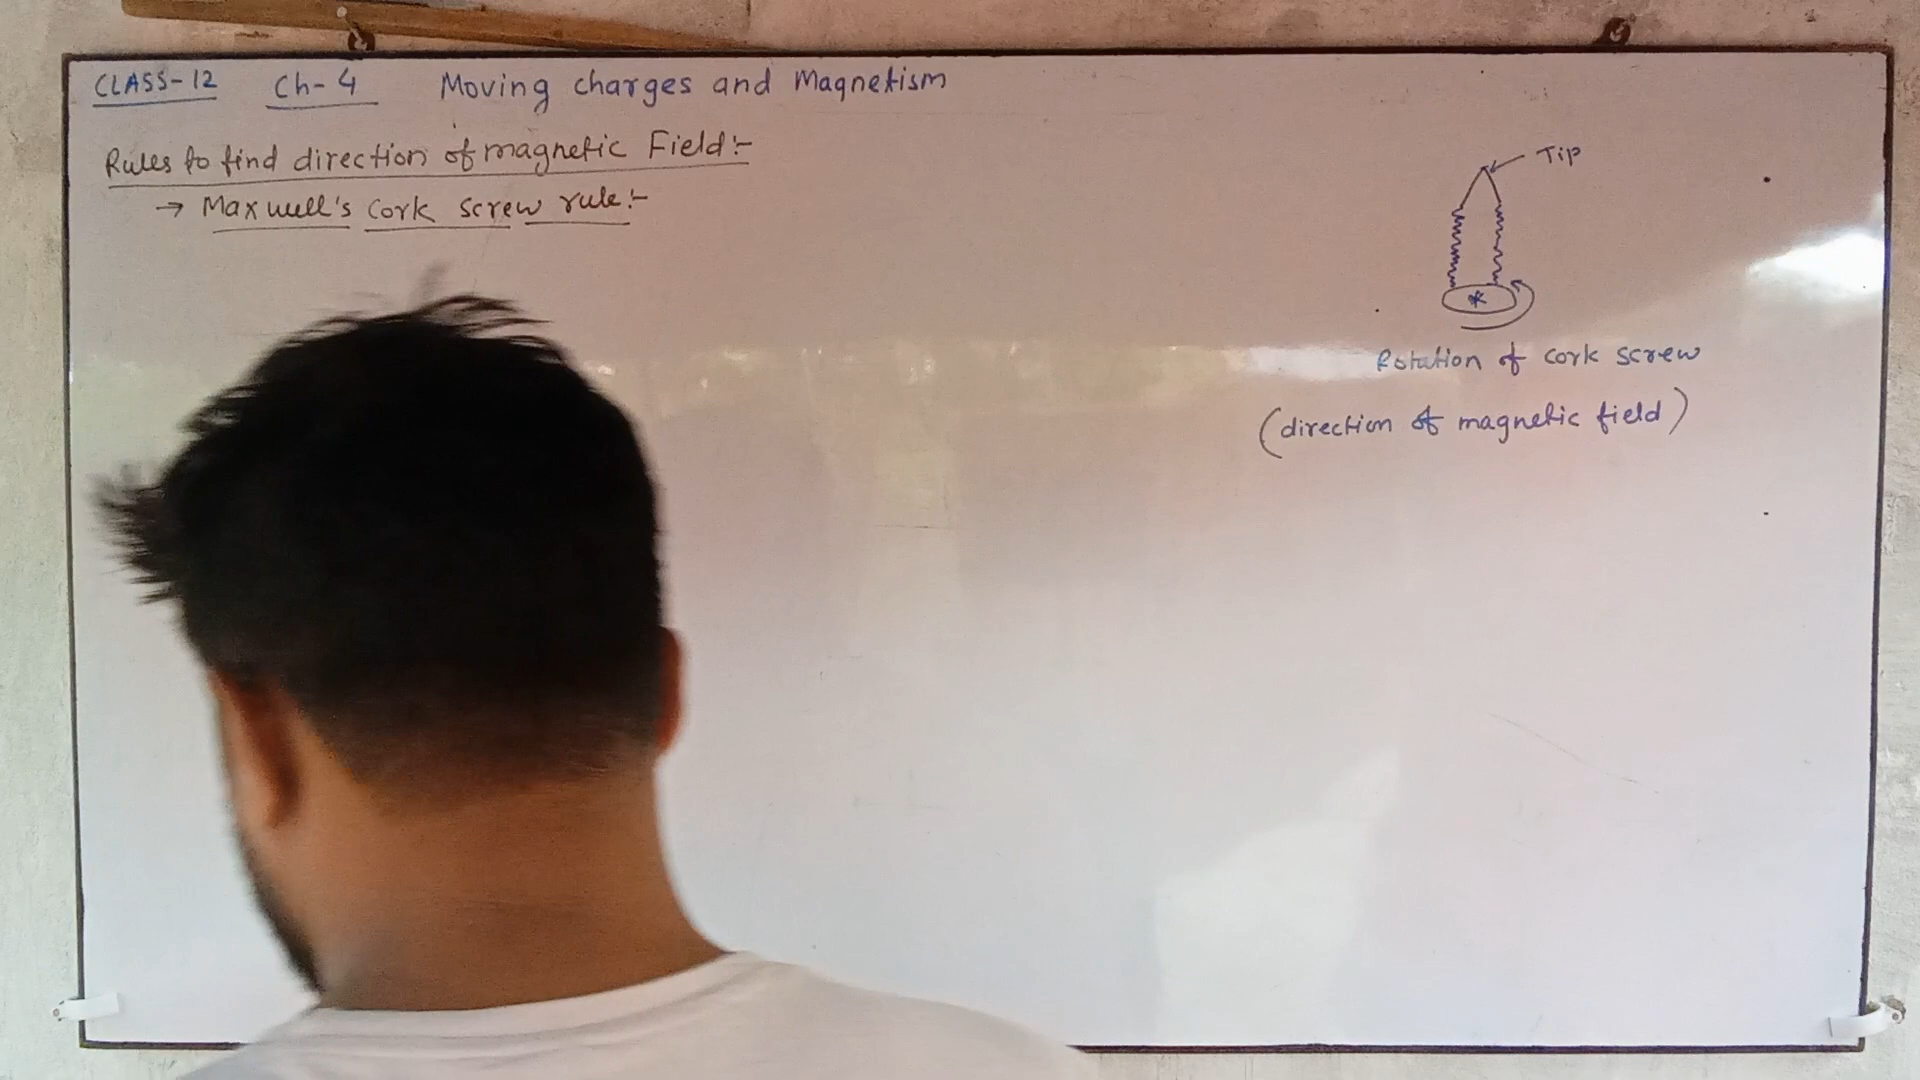 CLASS-12 Ch-4 Moving charges and Magnetism
Rules to find direction of magnetic Field:-
→ Maxwell's cork screw rule:-
Tip
Rotation of cork screw
(direction of magnetic field)